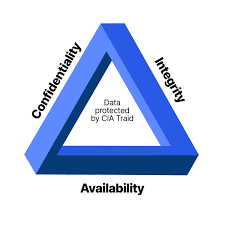 Confidentiality
Integrity
Data
protected
by CIA Traid
Availability